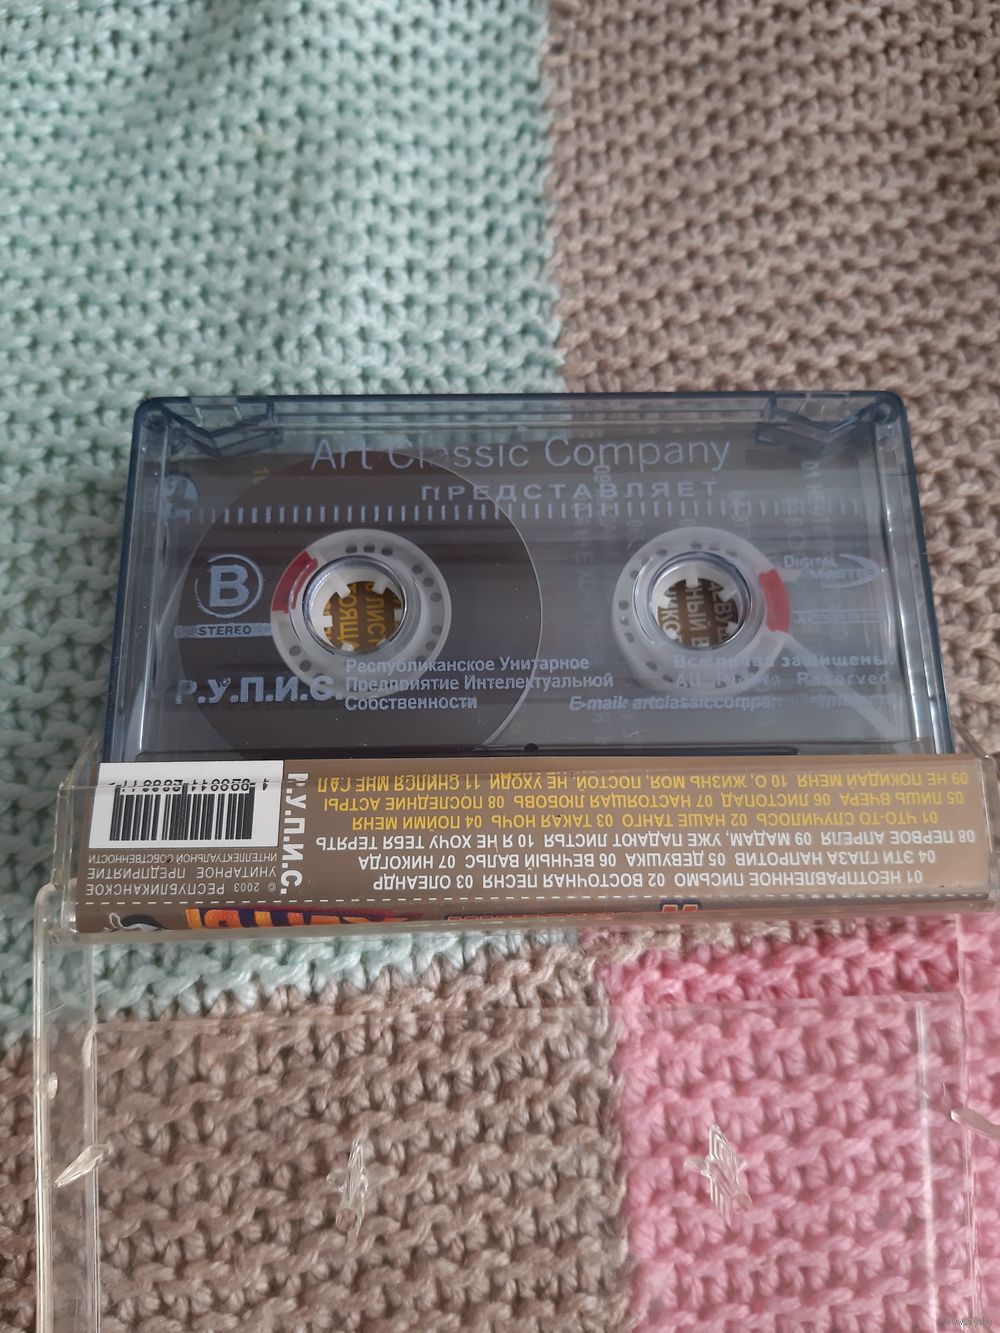 Art Classic Company
ПРЕДСТАВЛЯЕТ
B
STEREO
DIGITAL
MASTER
Р.У.П.И.С.
Республиканское Унитарное
Предприятие Интелектуальной
Собственности
Все права защищены.
All Rights Reserved
E-mail: artclassiccompa
01 НЕОТПРАВЛЕННОЕ ПИСЬМО 02 ВОСТОЧНАЯ ПЕСНЯ 03 ОЛЕАНДР
04 ЭТИ ГЛАЗА НАПРОТИВ 05 ДЕВУШКА 06 ВЕЧНЫЙ ВАЛЬС 07 НИКОГДА
08 ПЕРВОЕ АПРЕЛЯ 09 МАДАМ, УЖЕ ПАДАЮТ ЛИСТЬЯ 10 Я НЕ ХОЧУ ТЕБЯ ТЕРЯТЬ
01 ЧТО-ТО СЛУЧИЛОСЬ 02 НАШЕ ТАНГО 03 ТАКАЯ НОЧЬ 04 ПОЙМИ МЕНЯ
05 ЛИШЬ ВЧЕРА 06 ЛИСТОПАД 07 НАСТОЯЩАЯ ЛЮБОВЬ 08 ПОСЛЕДНИЕ АСТРЫ
09 НЕ ПОКИДАЙ МЕНЯ 10 О, ЖИЗНЬ МОЯ, ПОСТОЙ, НЕ УХОДИ 11 СНИЛСЯ МНЕ САД
Р.У.П.И.С.
© 2003 РЕСПУБЛИКАНСКОЕ
УНИТАРНОЕ ПРЕДПРИЯТИЕ
ИНТЕЛЛЕКТУАЛЬНОЙ СОБСТВЕННОСТИ